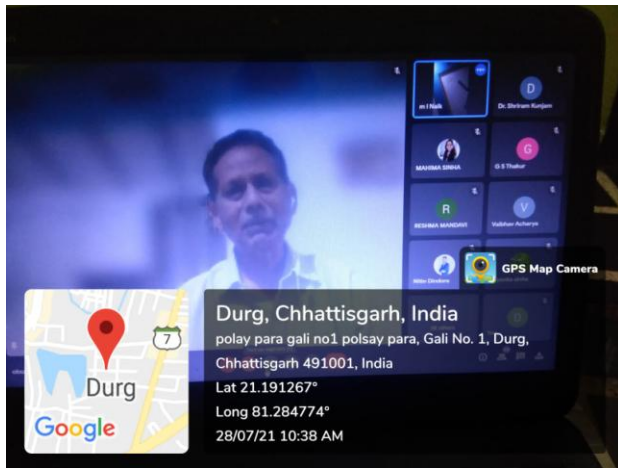 m l Naik
D
Dr. Shriram Kunjam
MAHIMA SINHA
G
G S Thakur
R
RESHMA MANDAVI
V
Vaibhav Acharya
GPS Map Camera
7
Durg
Google
Durg, Chhattisgarh, India
polay para gali no1 polsay para, Gali No. 1, Durg,
Chhattisgarh 491001, India
Lat 21.191267°
Long 81.284774°
28/07/21 10:38 AM